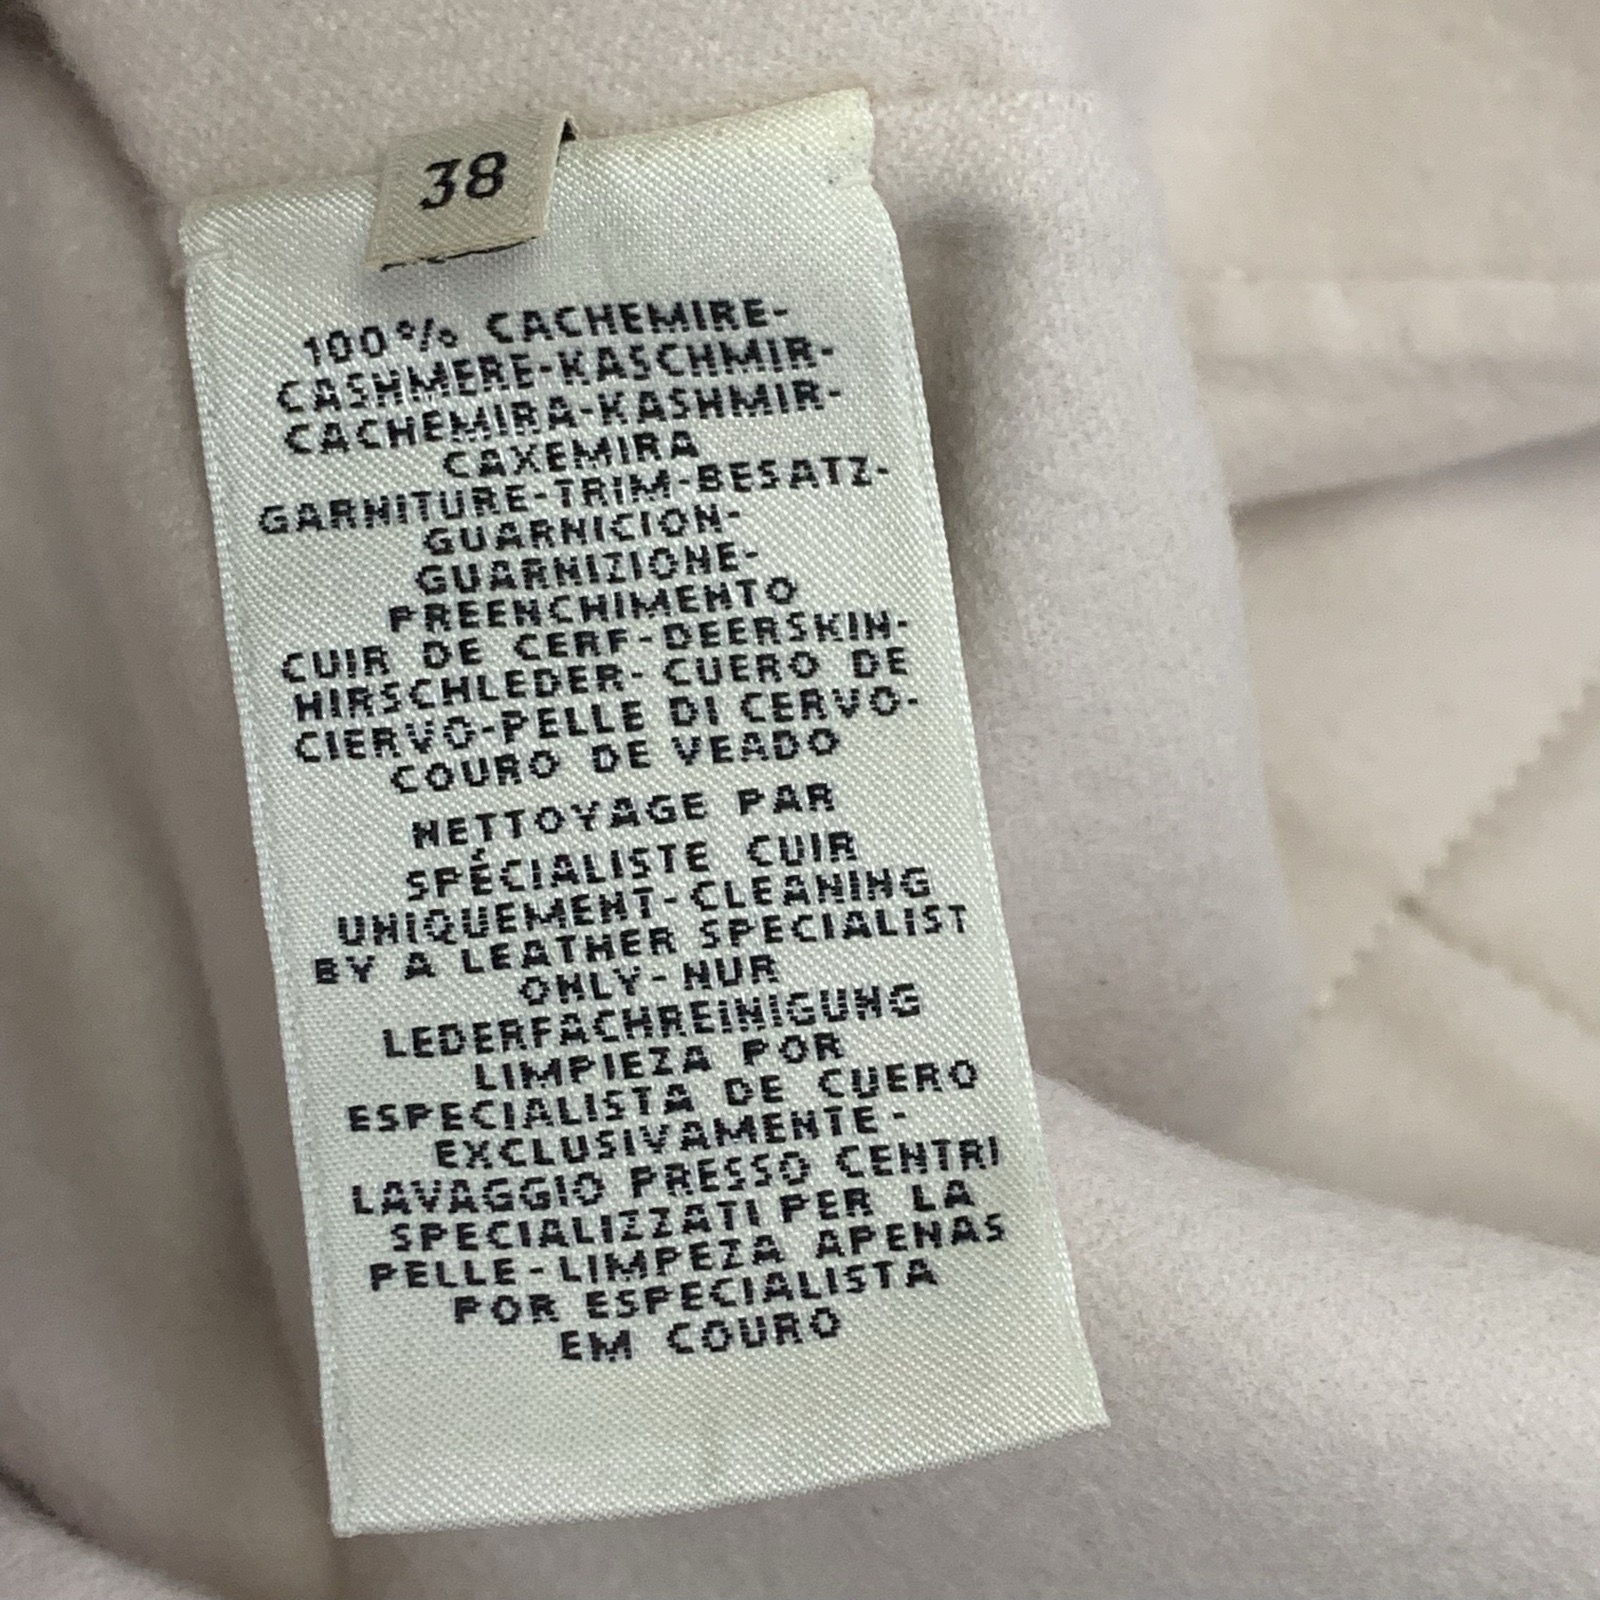 38
100% CACHEMIRE-
CASHMERE-KASCHMIR-
CACHEMIRA-KASHMIR-
CAXEMIRA
GARNITURE-TRIM-BESATZ-
GUARNICION-
GUARNIZIONE-
PREENCHIMENTO
CUIR DE CERF-DEERSKIN-
HIRSCHLEDER-CUERO DE
CIERVO-PELLE DI CERVO-
COURO DE VEADO
NETTOYAGE PAR
SPÉCIALISTE CUIR
UNIQUEMENT-CLEANING
BY A LEATHER SPECIALIST
ONLY-NUR
LEDERFACHREINIGUNG
LIMPIEZA POR
ESPECIALISTA DE CUERO
EXCLUSIVAMENTE-
LAVAGGIO PRESSO CENTRI
SPECIALIZZATI PER LA
PELLE-LIMPEZA APENAS
POR ESPECIALISTA
EM COURO